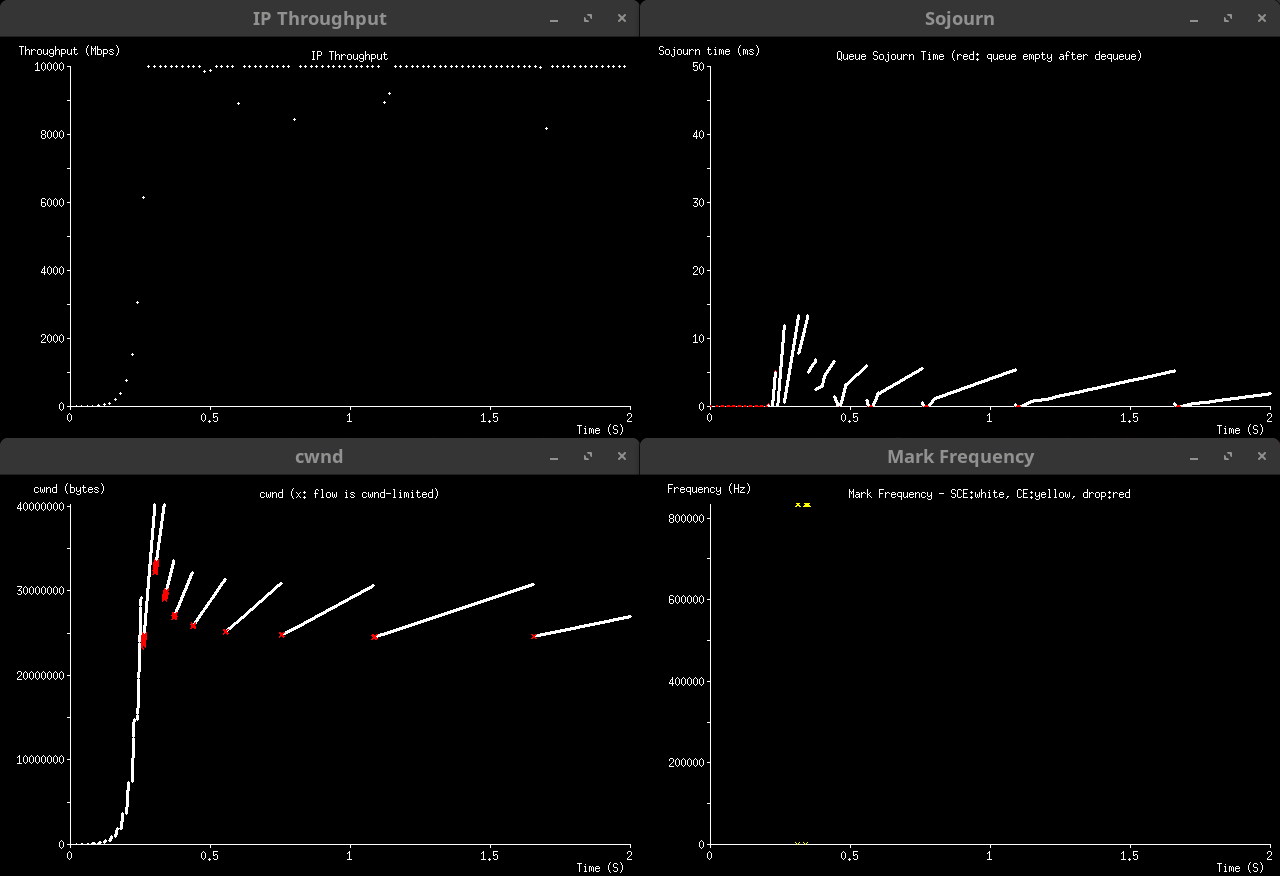 IP Throughput
Throughput (Mbps)
IP Throughput
10000
8000
6000
4000
2000
0
0
0.5
1
1.5
2
Time (S)
Sojourn
Sojourn time (ms)
Queue Sojourn Time (red: queue empty after dequeue)
50
40
30
20
10
0
0
0.5
1
1.5
2
Time (S)
cwnd
cwnd (bytes)
cwnd (x: flow is cwnd-limited)
40000000
30000000
20000000
10000000
0
0
0.5
1
1.5
2
Time (S)
Mark Frequency
Frequency (Hz)
Mark Frequency - SCE:white, CE:yellow, drop:red
800000
600000
400000
200000
0
0
0.5
1
1.5
2
Time (S)